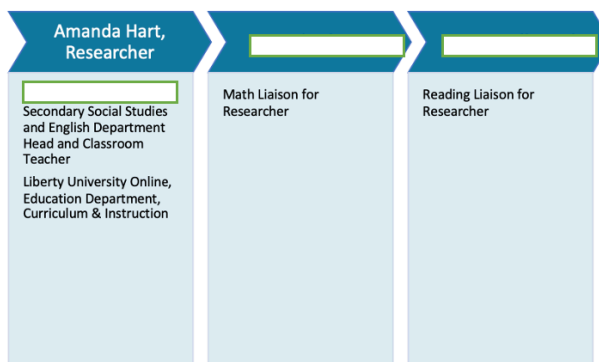 Amanda Hart,
Researcher
Secondary Social Studies
and English Department
Head and Classroom
Teacher
Liberty University Online,
Education Department,
Curriculum & Instruction
Math Liaison for
Researcher
Reading Liaison for
Researcher